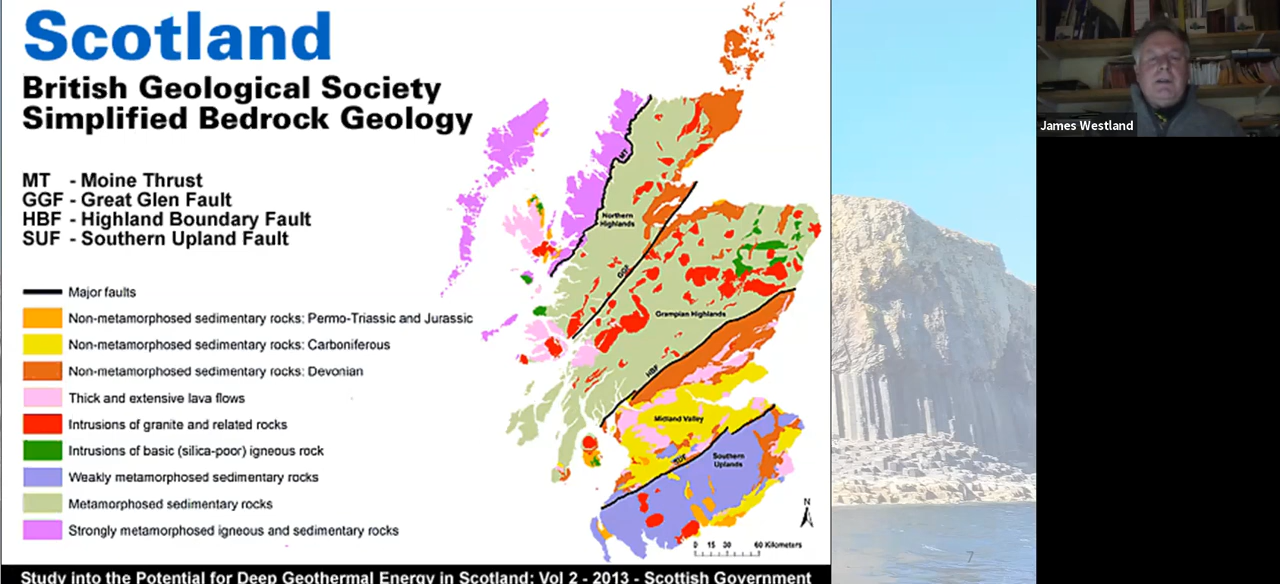 Scotland
British Geological Society
Simplified Bedrock Geology
MT - Moine Thrust
GGF - Great Glen Fault
HBF - Highland Boundary Fault
SUF - Southern Upland Fault
Major faults
Non-metamorphosed sedimentary rocks: Permo-Triassic and Jurassic
Non-metamorphosed sedimentary rocks: Carboniferous
Non-metamorphosed sedimentary rocks: Devonian
Thick and extensive lava flows
Intrusions of granite and related rocks
Intrusions of basic (silica-poor) igneous rock
Weakly metamorphosed sedimentary rocks
Metamorphosed sedimentary rocks
Strongly metamorphosed igneous and sedimentary rocks
MT
Northern
Highlands
GGF
Grampian Highlands
HBF
Midland Valley
SUF
Southern
Uplands
N
0 15 30 60 Kilometers
Study into the Potential for Deep Geothermal Energy in Scotland: Vol 2 - 2013 - Scottish Government
7
James Westland